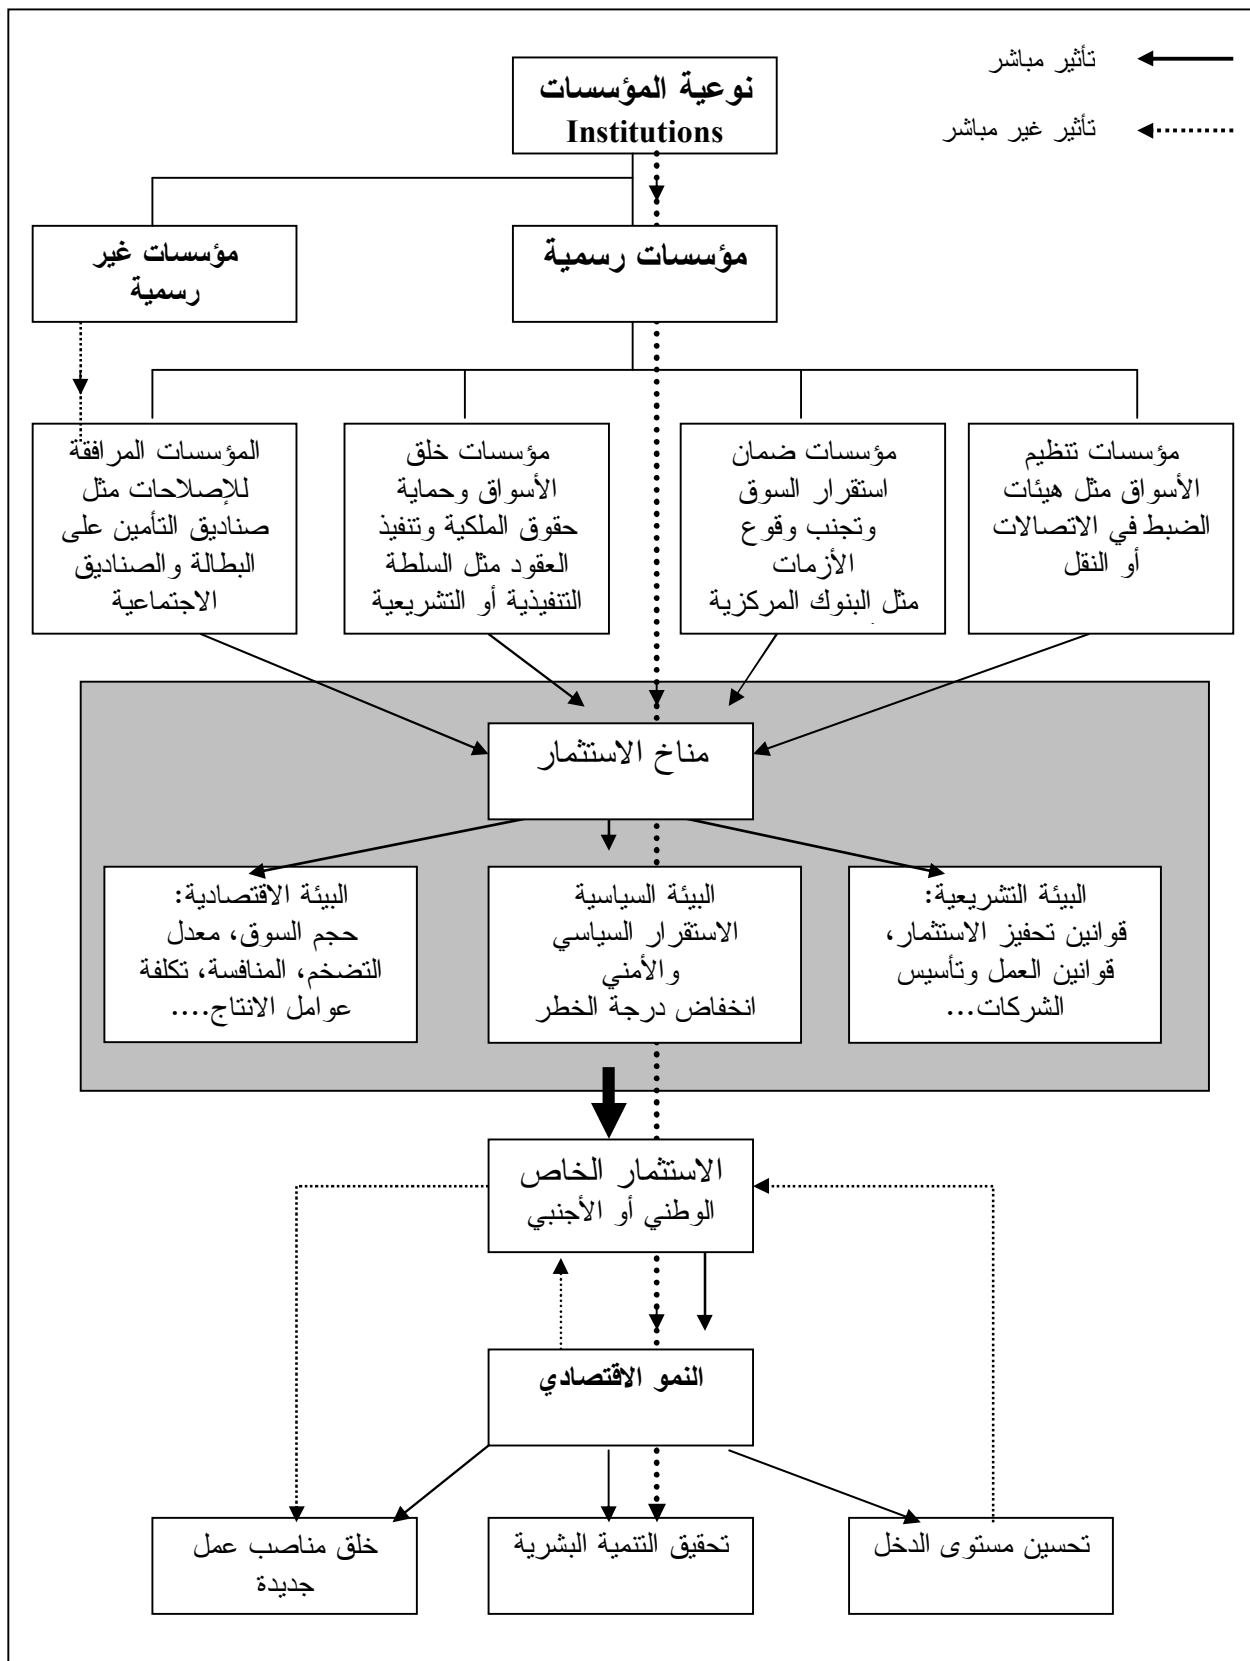 تأثير مباشر
تأثير غير مباشر
نوعية المؤسسات
Institutions
مؤسسات رسمية
مؤسسات غير
رسمية
مؤسسات تنظيم
الأسواق مثل هيئات
الضبط في الاتصالات
أو النقل
مؤسسات ضمان
استقرار السوق
وتجنب وقوع
الأزمات
مثل البنوك المركزية
مؤسسات خلق
الأسواق وحماية
حقوق الملكية وتنفيذ
العقود مثل السلطة
التنفيذية أو التشريعية
المؤسسات المرافقة
للإصلاحات مثل
صناديق التأمين على
البطالة والصناديق
الاجتماعية
مناخ الاستثمار
البيئة التشريعية:
قوانين تحفيز الاستثمار،
قوانين العمل وتأسيس
الشركات...
البيئة السياسية
الاستقرار السياسي
والأمني
انخفاض درجة الخطر
البيئة الاقتصادية:
حجم السوق، معدل
التضخم، المنافسة، تكلفة
عوامل الانتاج....
الاستثمار الخاص
الوطني أو الأجنبي
النمو الاقتصادي
تحسين مستوى الدخل
تحقيق التنمية البشرية
خلق مناصب عمل
جديدة